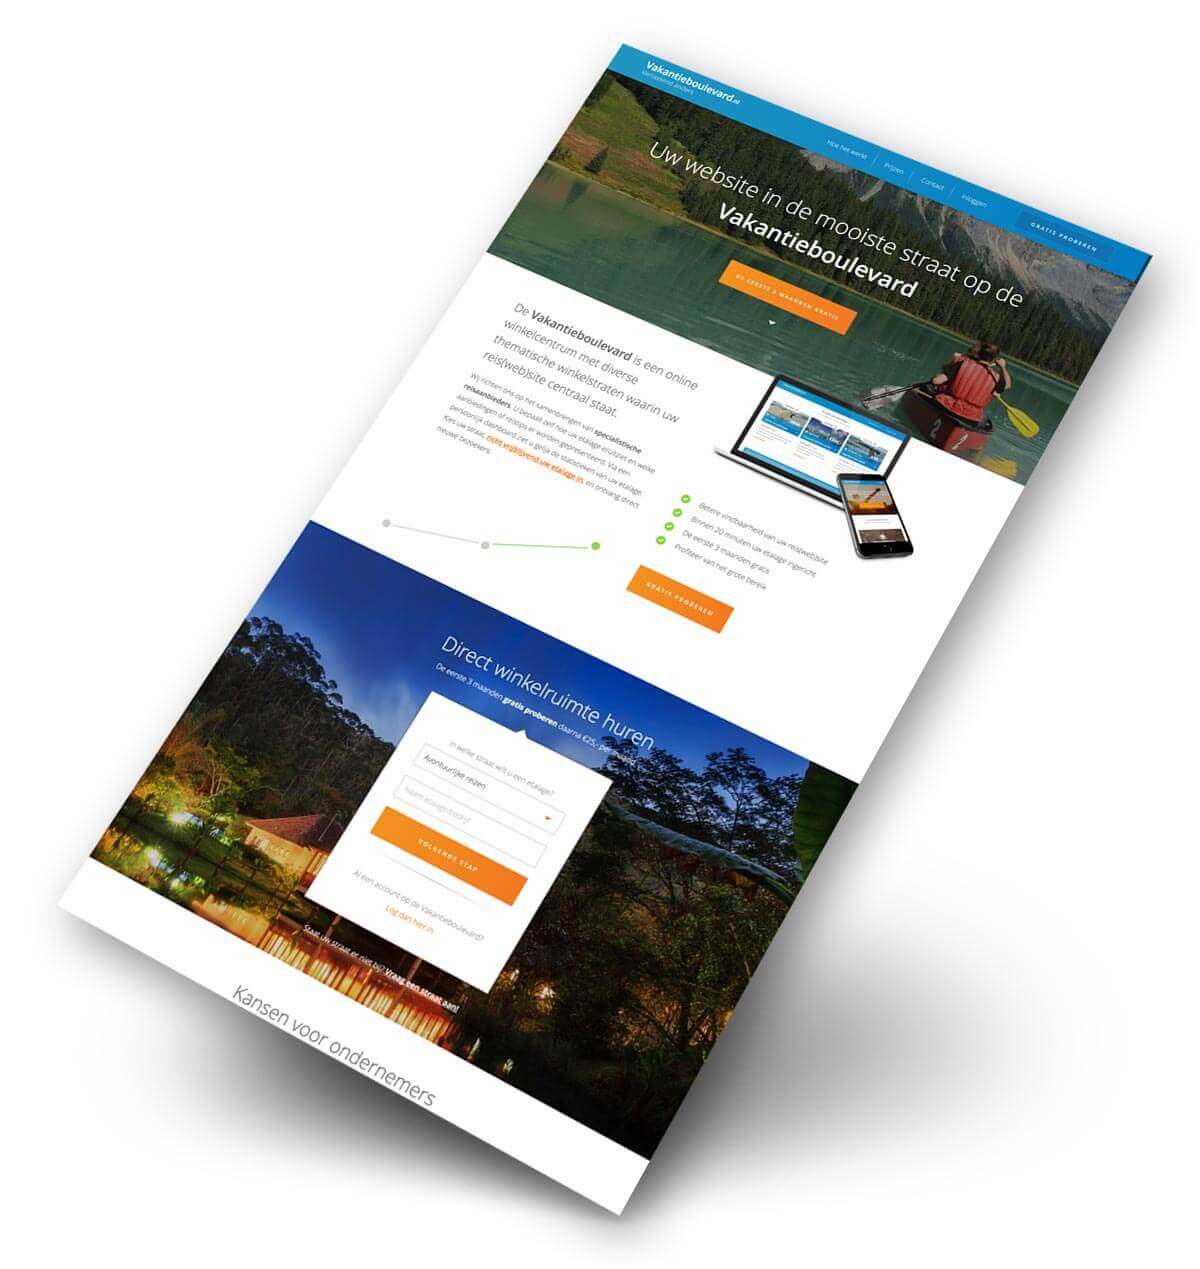 Vakantieboulevard.nl
Verrassend anders
Hoe het werkt
Prijzen
Contact
Inloggen
GRATIS PROBEREN
Uw website in de mooiste straat op de
Vakantieboulevard
DE EERSTE 3 MAANDEN GRATIS
De Vakantieboulevard is een online
winkelcentrum met diverse
thematische winkelstraten waarin uw
reis(web)site centraal staat.
Wij richten ons op het samenbrengen van specialistische
reisaanbieders. U bepaalt zelf hoe uw etalage eruitziet en welke
aanbiedingen of reistips er worden gepresenteerd. Via een
persoonlijk dashboard ziet u gelijk de statistieken van uw etalage.
Kies uw straat, richt vrijblijvend uw etalage in, en ontvang direct
nieuwe bezoekers.
Betere vindbaarheid van uw reis(web)site
Binnen 20 minuten uw etalage ingericht
De eerste 3 maanden gratis
Profiteer van het grote bereik
GRATIS PROBEREN
Direct winkelruimte huren
De eerste 3 maanden gratis proberen daarna €25,- per
In welke straat wilt u een etalage?
Avontuurlijke reizen
Naam etalage/bedrijf
VOLGENDE STAP
Al een account op de Vakantieboulevard?
Log dan hier in
Staat uw straat er niet bij? Vraag een straat aan!
Kansen voor ondernemers